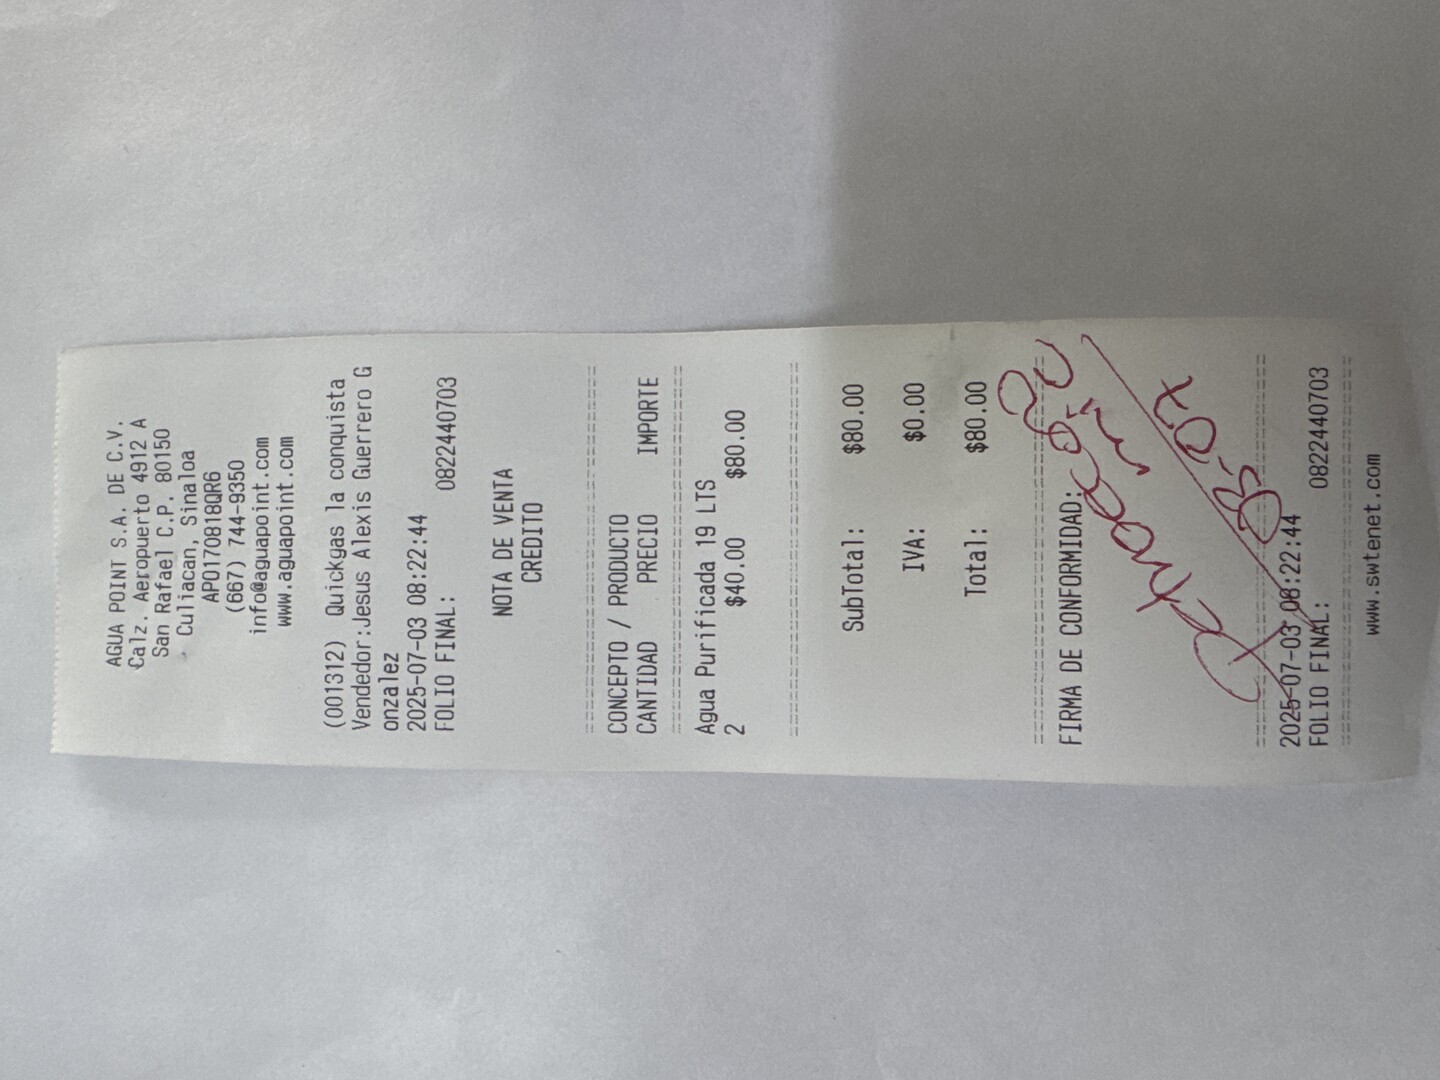 AGUA POINT S.A. DE C.V.
Calz. Aeropuerto 4912 A
San Rafael C.P. 80150
Culiacan, Sinaloa
APO170818QR6
(667) 744-9350
info@aguapoint.com
www.aguapoint.com
(001312) Quickgas la conquista
Vendedor:Jesus Alexis Guerrero G
onzalez
2025-07-03 08:22:44
FOLIO FINAL: 0822440703
NOTA DE VENTA
CREDITO
CONCEPTO / PRODUCTO
CANTIDAD PRECIO IMPORTE
Agua Purificada 19 LTS
2 $40.00 $80.00
SubTotal: $80.00
IVA: $0.00
Total: $80.00
FIRMA DE CONFORMIDAD:
2025-07-03 08:22:44
FOLIO FINAL: 0822440703
www.swtenet.com